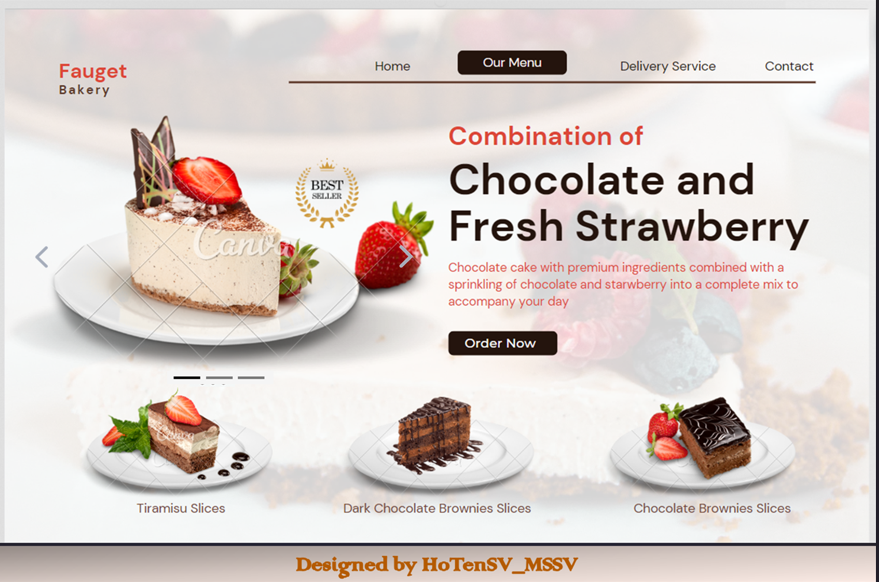 Fauget
Bakery
Home
Our Menu
Delivery Service
Contact
BEST
SELLER
Canva
Combination of
Chocolate and
Fresh Strawberry
Chocolate cake with premium ingredients combined with a
sprinkling of chocolate and starwberry into a complete mix to
accompany your day
Order Now
Canva
Tiramisu Slices
Dark Chocolate Brownies Slices
Chocolate Brownies Slices
Designed by HoTenSV_MSSV